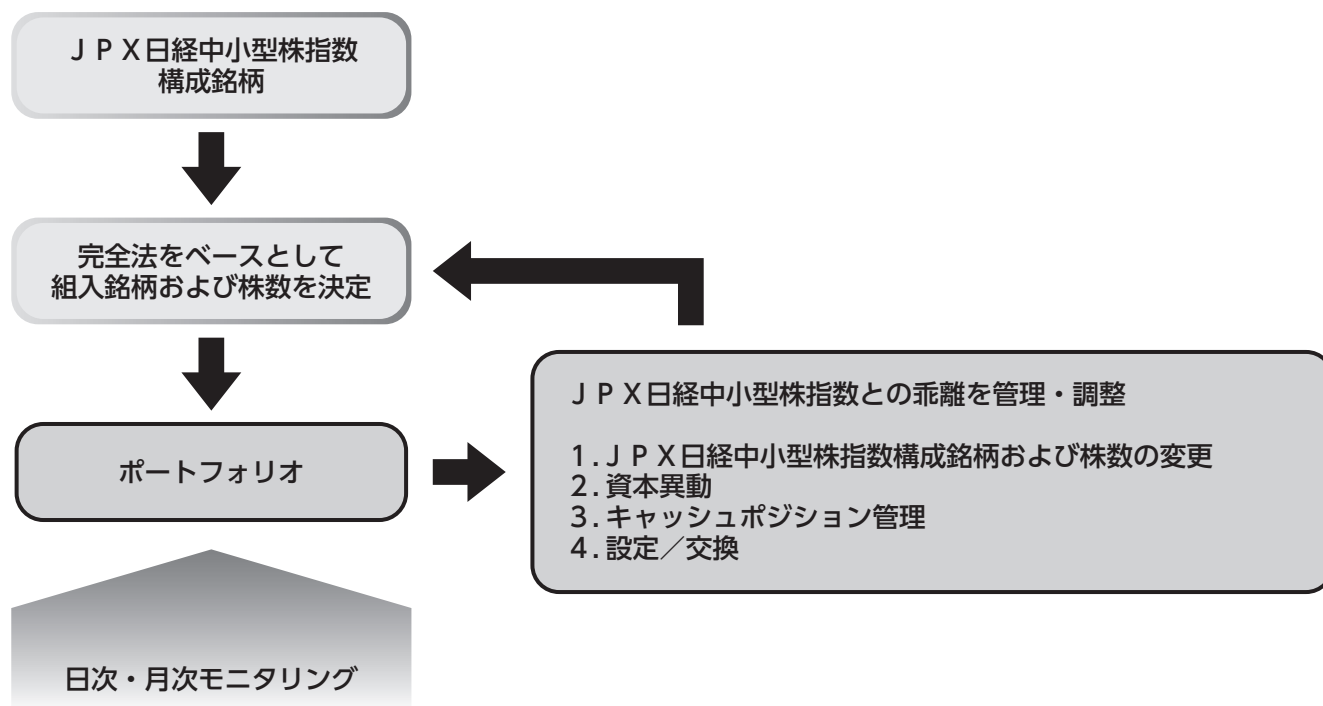 ＪＰＸ日経中小型株指数
構成銘柄
完全法をベースとして
組入銘柄および株数を決定
ポートフォリオ
ＪＰＸ日経中小型株指数との乖離を管理・調整
1.ＪＰＸ日経中小型株指数構成銘柄および株数の変更
2.資本異動
3.キャッシュポジション管理
4.設定／交換
日次・月次モニタリング